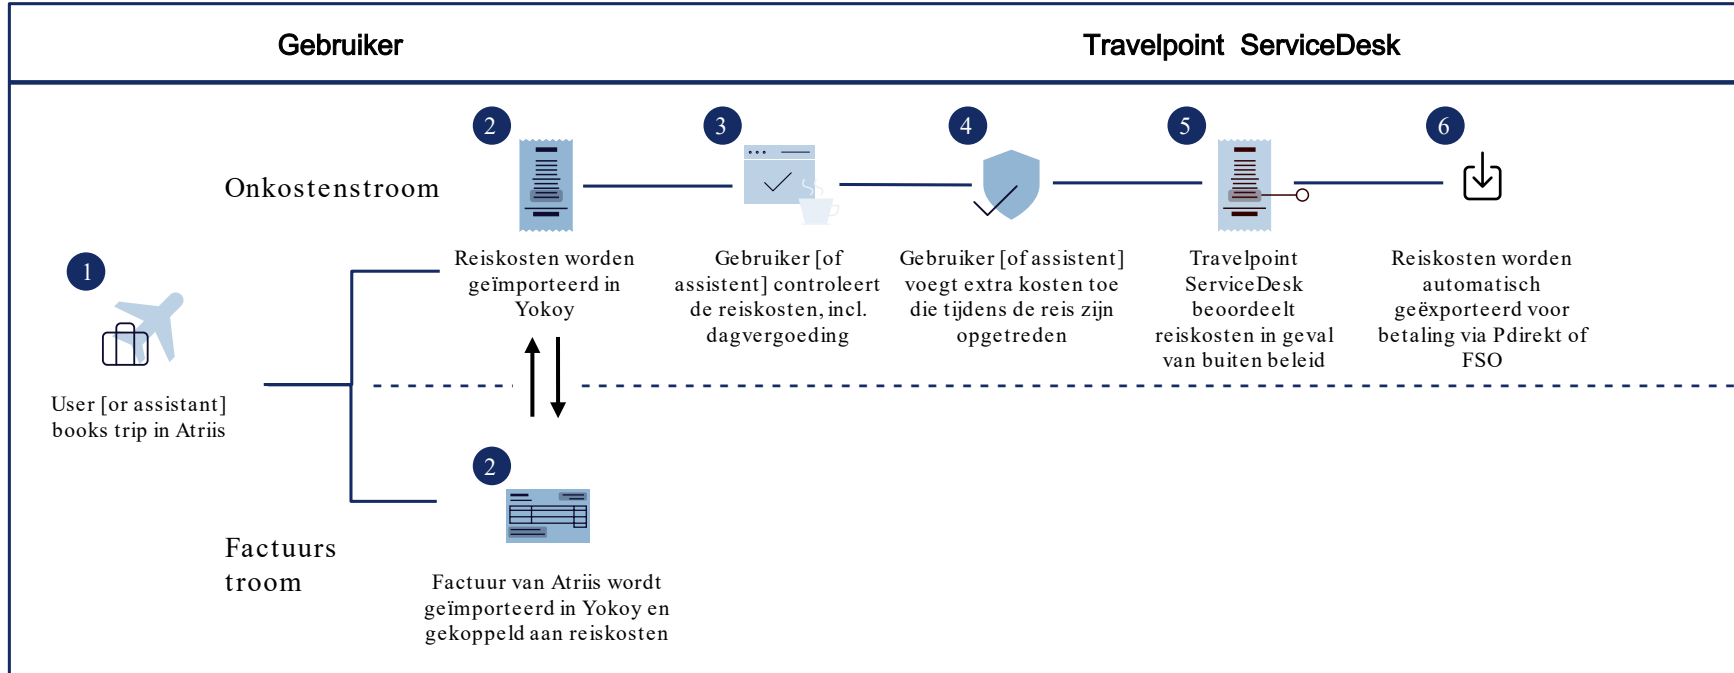 Gebruiker
Travelpoint ServiceDesk
2
3
4
5
6
Onkostenstroom
1
Reiskosten worden
geïmporteerd in
Yokoy
Gebruiker [of
assistent] controleert
de reiskosten, incl.
dagvergoeding
Gebruiker [of assistent]
voegt extra kosten toe
die tijdens de reis zijn
opgetreden
Travelpoint
ServiceDesk
beoordeelt
reiskosten in geval
van buiten beleid
Reiskosten worden
automatisch
geëxporteerd voor
betaling via Pdirekt of
FSO
User [or assistant]
books trip in Atriis
2
Factuurs
troom
Factuur van Atriis wordt
geïmporteerd in Yokoy en
gekoppeld aan reiskosten